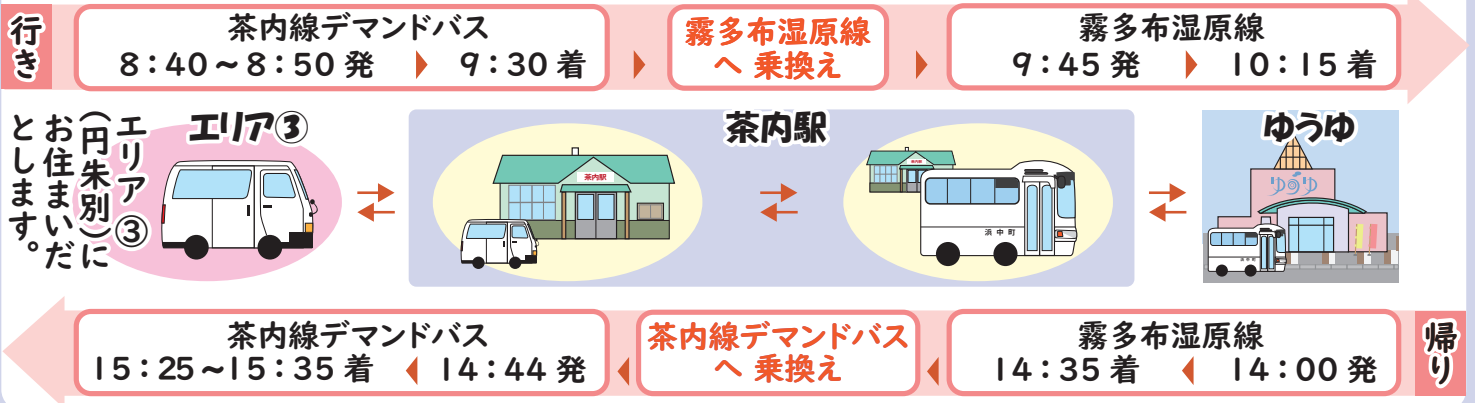 行き
茶内線デマンドバス
8:40～8:50 発 ▶ 9:30 着
霧多布湿原線
へ 乗換え
霧多布湿原線
9:45 発 ▶ 10:15 着
エリア③
(円朱別)に
お住まいだ
とします。
エリア③
茶内駅
茶内駅
茶内駅
浜中町
ゆうゆ
ゆうゆ
浜中町
帰り
霧多布湿原線
14:35 着 ◀ 14:00 発
茶内線デマンドバス
へ 乗換え
茶内線デマンドバス
15:25～15:35 着 ◀ 14:44 発